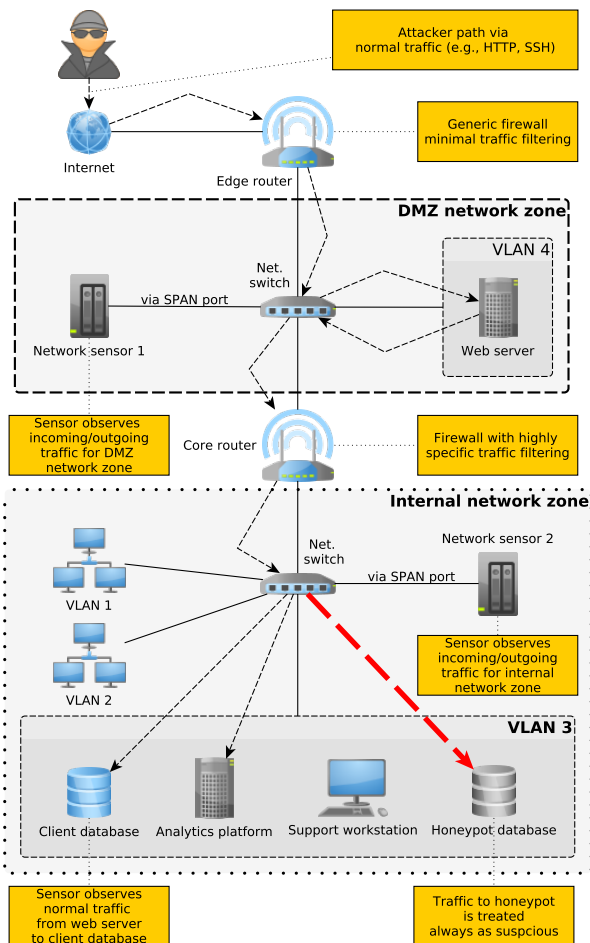 Attacker path via
normal traffic (e.g., HTTP, SSH)
Internet
Generic firewall
minimal traffic filtering
Edge router
DMZ network zone
VLAN 4
Net.
switch
via SPAN port
Network sensor 1
Web server
Sensor observes
incoming/outgoing
traffic for DMZ
network zone
Core router
Firewall with highly
specific traffic filtering
Internal network zone
Net.
switch
Network sensor 2
via SPAN port
VLAN 1
VLAN 2
Sensor observes
incoming/outgoing
traffic for internal
network zone
VLAN 3
Client database
Analytics platform
Support workstation
Honeypot database
Sensor observes
normal traffic
from web server
to client database
Traffic to honeypot
is treated
always as suspcious